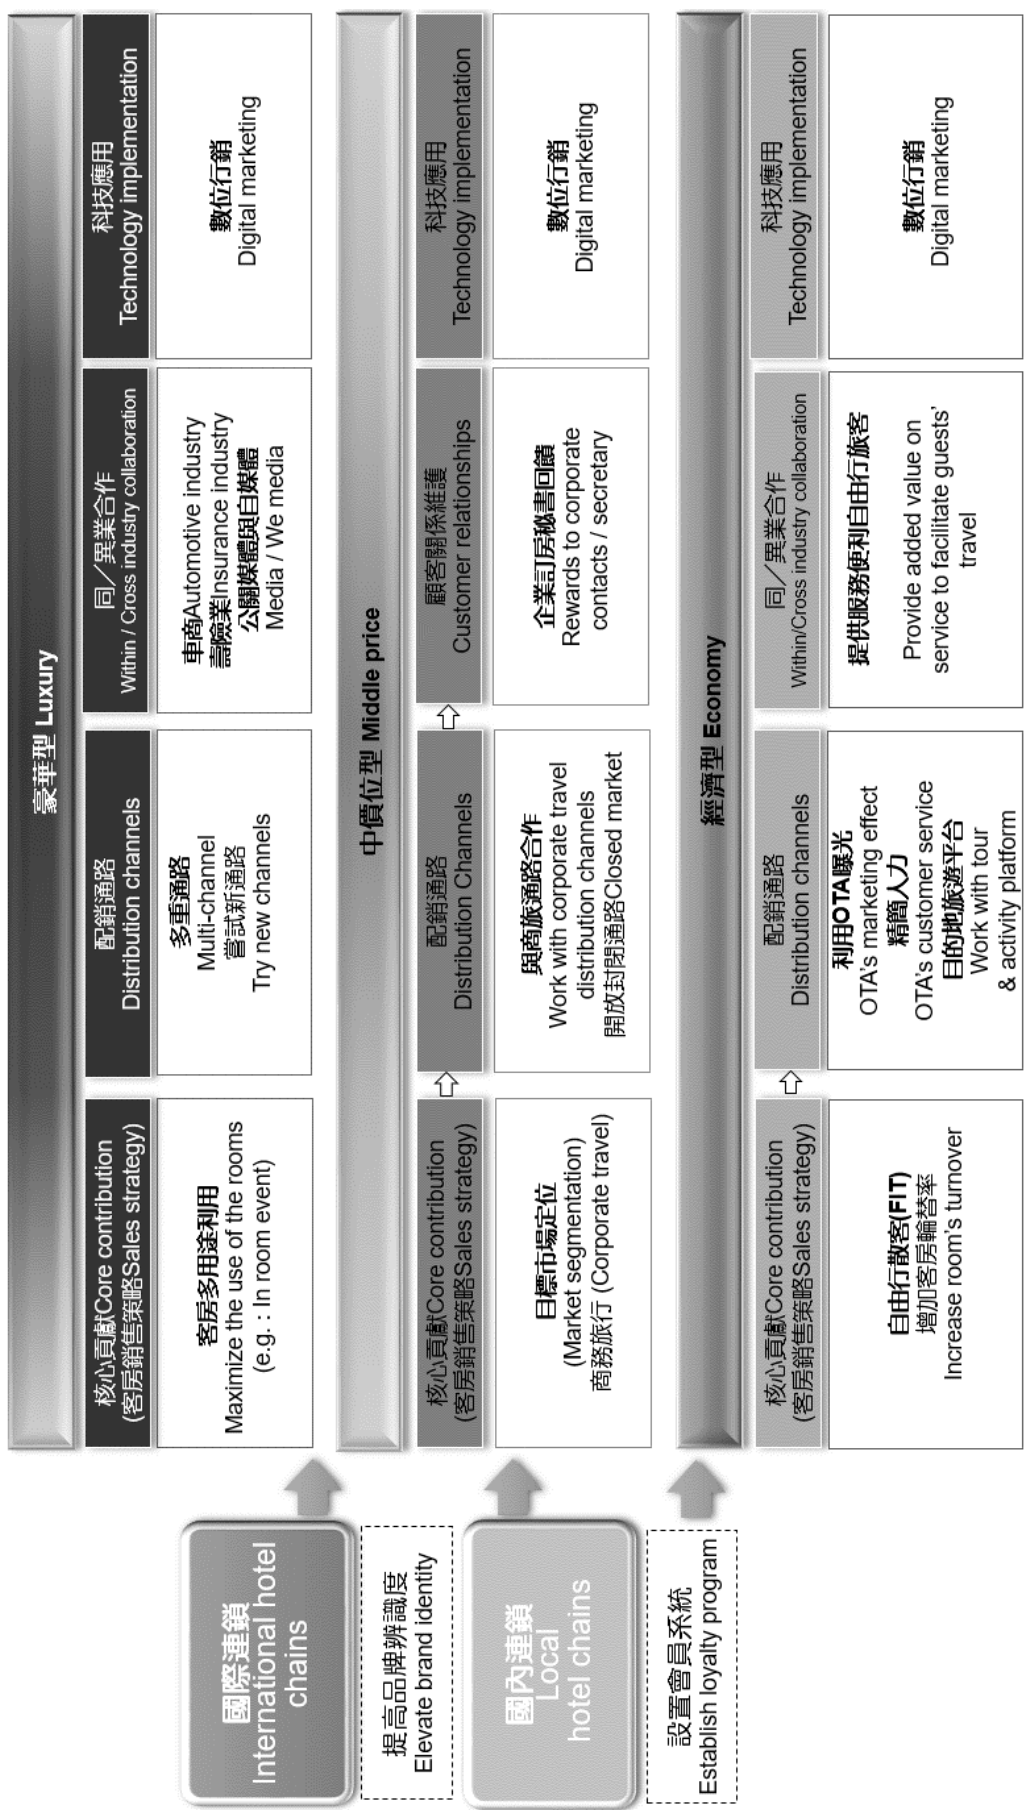 國際連鎖
International hotel
chains
提高品牌辨識度
Elevate brand identity
國內連鎖
Local
hotel chains
設置會員系統
Establish loyalty program
豪華型 Luxury
核心貢獻Core contribution
(客房銷售策略Sales strategy)
客房多用途利用
Maximize the use of the rooms
(e.g. : In room event)
配銷通路
Distribution channels
多重通路
Multi-channel
嘗試新通路
Try new channels
同／異業合作
Within / Cross industry collaboration
車商Automotive industry
壽險業Insurance industry
公關媒體與自媒體
Media / We media
科技應用
Technology implementation
數位行銷
Digital marketing
中價位型 Middle price
核心貢獻Core contribution
(客房銷售策略Sales strategy)
目標市場定位
(Market segmentation)
商務旅行 (Corporate travel)
配銷通路
Distribution Channels
與商旅通路合作
Work with corporate travel
distribution channels
開放封閉通路Closed market
顧客關係維護
Customer relationships
企業訂房秘書回饋
Rewards to corporate
contacts / secretary
科技應用
Technology implementation
數位行銷
Digital marketing
經濟型 Economy
核心貢獻Core contribution
(客房銷售策略Sales strategy)
自由行散客(FIT)
增加客房輪替率
Increase room's turnover
配銷通路
Distribution channels
利用OTA曝光
OTA's marketing effect
精簡人力
OTA's customer service
目的地旅遊平台
Work with tour
& activity platform
同／異業合作
Within/Cross industry collaboration
提供服務便利自由行旅客
Provide added value on
service to facilitate guests'
travel
科技應用
Technology implementation
數位行銷
Digital marketing